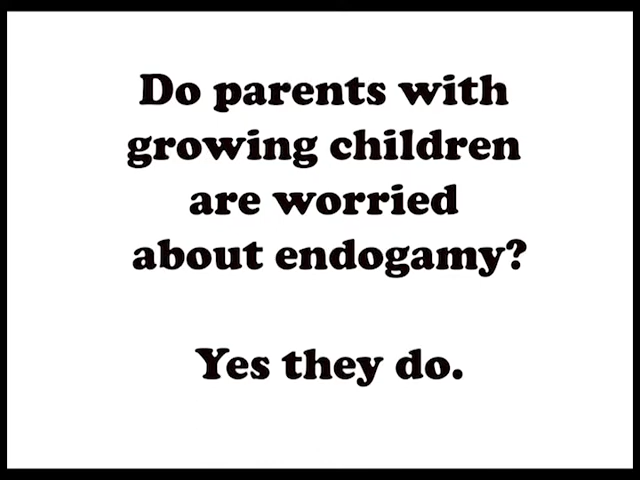 Do parents with
growing children
are worried
about endogamy?
Yes they do.